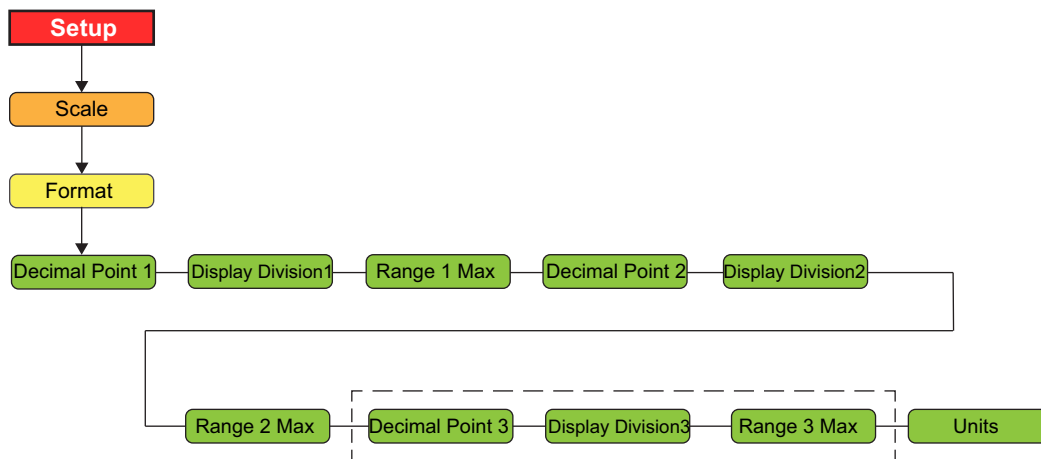 Setup
Scale
Format
Decimal Point 1
Display Division1
Range 1 Max
Decimal Point 2
Display Division2
Range 2 Max
Decimal Point 3
Display Division3
Range 3 Max
Units